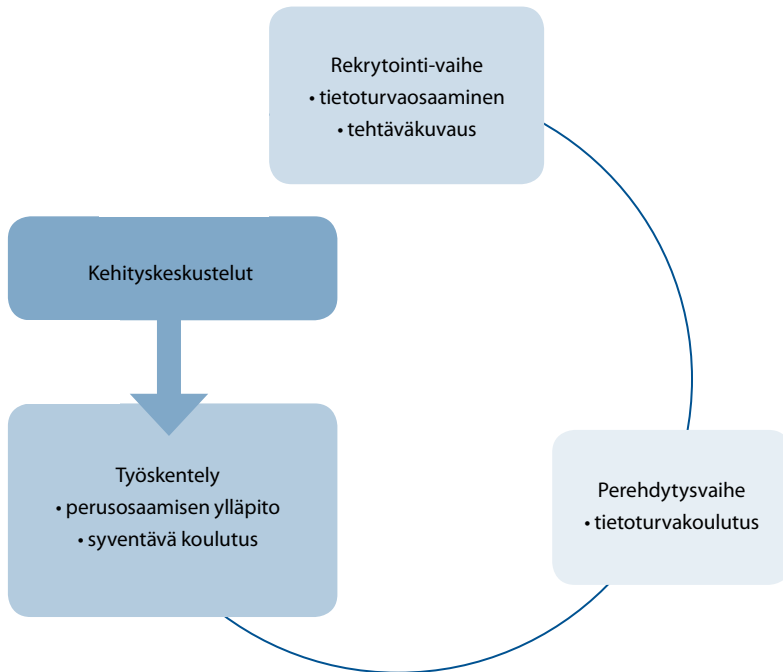 Rekrytointi-vaihe
• tietoturvaosaaminen
• tehtäväkuvaus
Kehityskeskustelut
Työskentely
• perusosaamisen ylläpito
• syventävä koulutus
Perehdytysvaihe
• tietoturvakoulutus